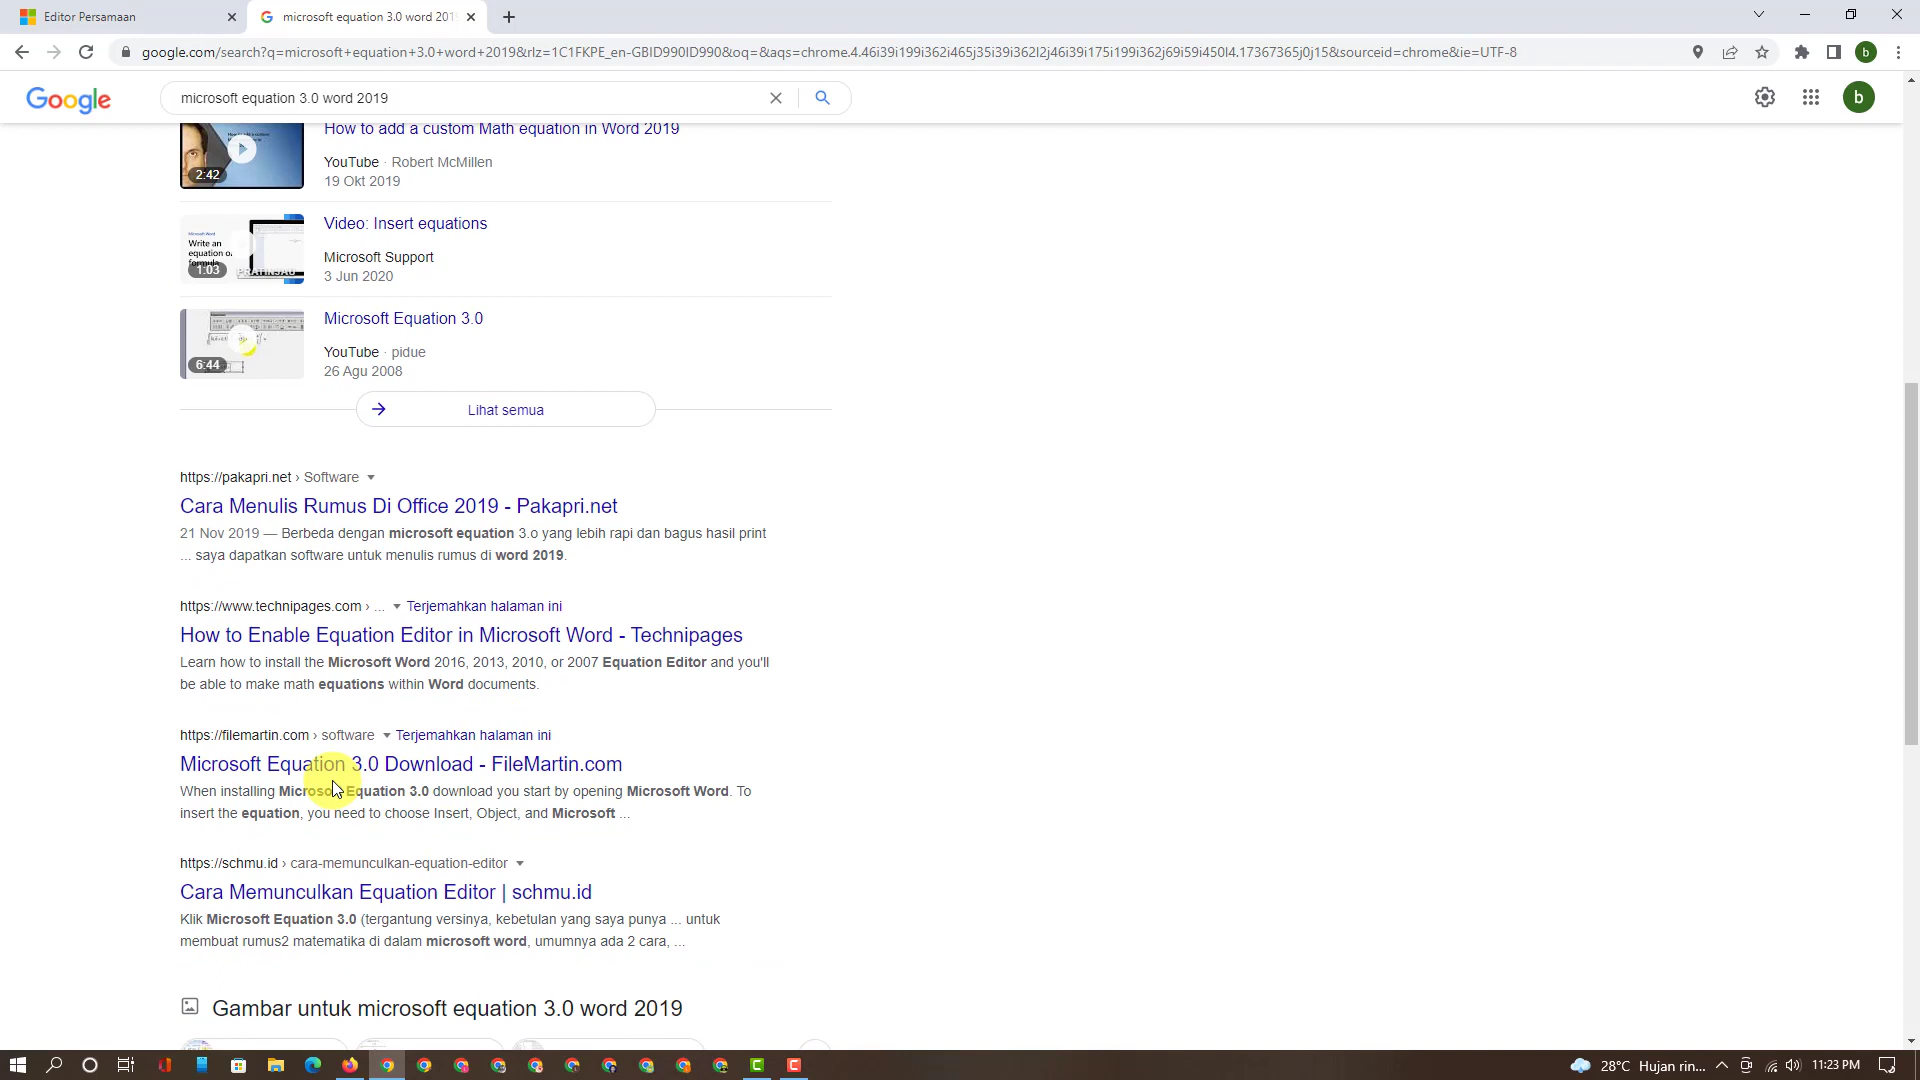 Editor Persamaan
microsoft equation 3.0 word 201
google.com/search?q=microsoft+equation+3.0+word+2019&rlz=1C1FKPE_en-GBID990ID990&oq=&aqs=chrome.4.46i39i199i362i465j35i39i362l2j46i39i175i199i362j69i59i450l4.17367365j0j15&sourceid=chrome&ie=UTF-8
b
Google
microsoft equation 3.0 word 2019
b
How to add a custom Math equation in Word 2019
YouTube · Robert McMillen
19 Okt 2019
2:42
Video: Insert equations
Microsoft Support
3 Jun 2020
Microsoft Word
Write an
equation or
formula
1:03
PRATINJAU
Microsoft Equation 3.0
YouTube · pidue
26 Agu 2008
6:44
Lihat semua
https://pakapri.net › Software
Cara Menulis Rumus Di Office 2019 - Pakapri.net
21 Nov 2019 — Berbeda dengan microsoft equation 3.o yang lebih rapi dan bagus hasil print
... saya dapatkan software untuk menulis rumus di word 2019.
https://www.technipages.com › ... Terjemahkan halaman ini
How to Enable Equation Editor in Microsoft Word - Technipages
Learn how to install the Microsoft Word 2016, 2013, 2010, or 2007 Equation Editor and you'll
be able to make math equations within Word documents.
https://filemartin.com › software Terjemahkan halaman ini
Microsoft Equation 3.0 Download - FileMartin.com
When installing Microsoft Equation 3.0 download you start by opening Microsoft Word. To
insert the equation, you need to choose Insert, Object, and Microsoft ...
https://schmu.id › cara-memunculkan-equation-editor
Cara Memunculkan Equation Editor | schmu.id
Klik Microsoft Equation 3.0 (tergantung versinya, kebetulan yang saya punya ... untuk
membuat rumus2 matematika di dalam microsoft word, umumnya ada 2 cara, ...
Gambar untuk microsoft equation 3.0 word 2019
28°C Hujan rin... 11:23 PM